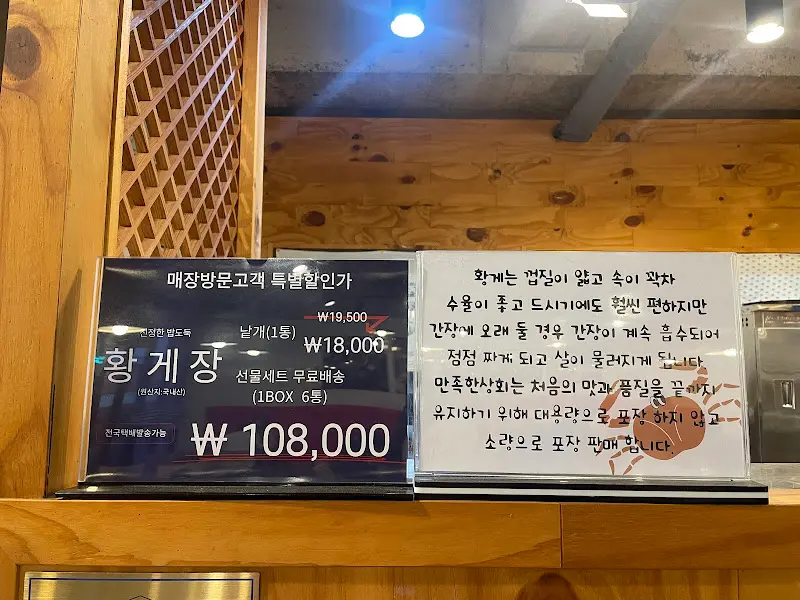 매장방문고객 특별할인가
진정한 밥도둑
황게장
(원산지:국내산)
전국택배발송가능
낱개(1통)
₩19,500
₩18,000
선물세트 무료배송
(1BOX 6통)
₩ 108,000
황게는 껍질이 얇고 속이 꽉차
수율이 좋고 드시기에도 훨씬 편하지만
간장에 오래 둘 경우 간장이 계속 흡수되어
점점 짜게 되고 살이 물러지게 됩니다
만족한상회는 처음의 맛과 품질을 끝까지
유지하기 위해 대용량으로 포장 하지 않고
소량으로 포장 판매 합니다.